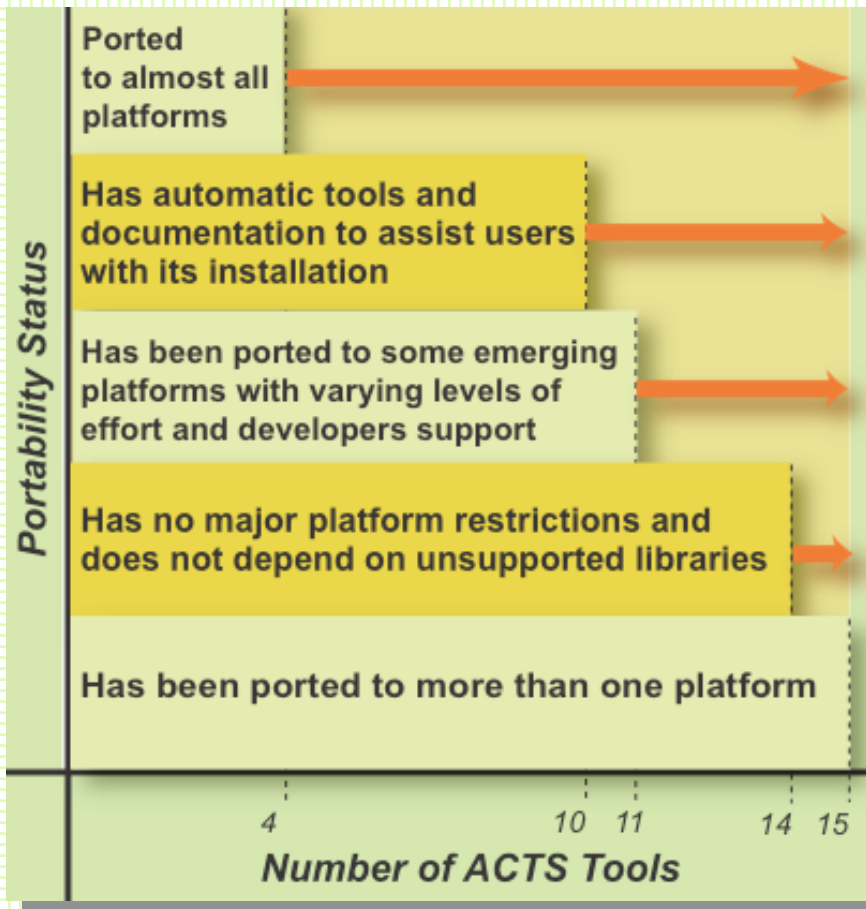 Ported
to almost all
platforms
Has automatic tools and
documentation to assist users
with its installation
Has been ported to some emerging
platforms with varying levels of
effort and developers support
Has no major platform restrictions and
does not depend on unsupported libraries
Has been ported to more than one platform
Portability Status
4 10 11 14 15
Number of ACTS Tools